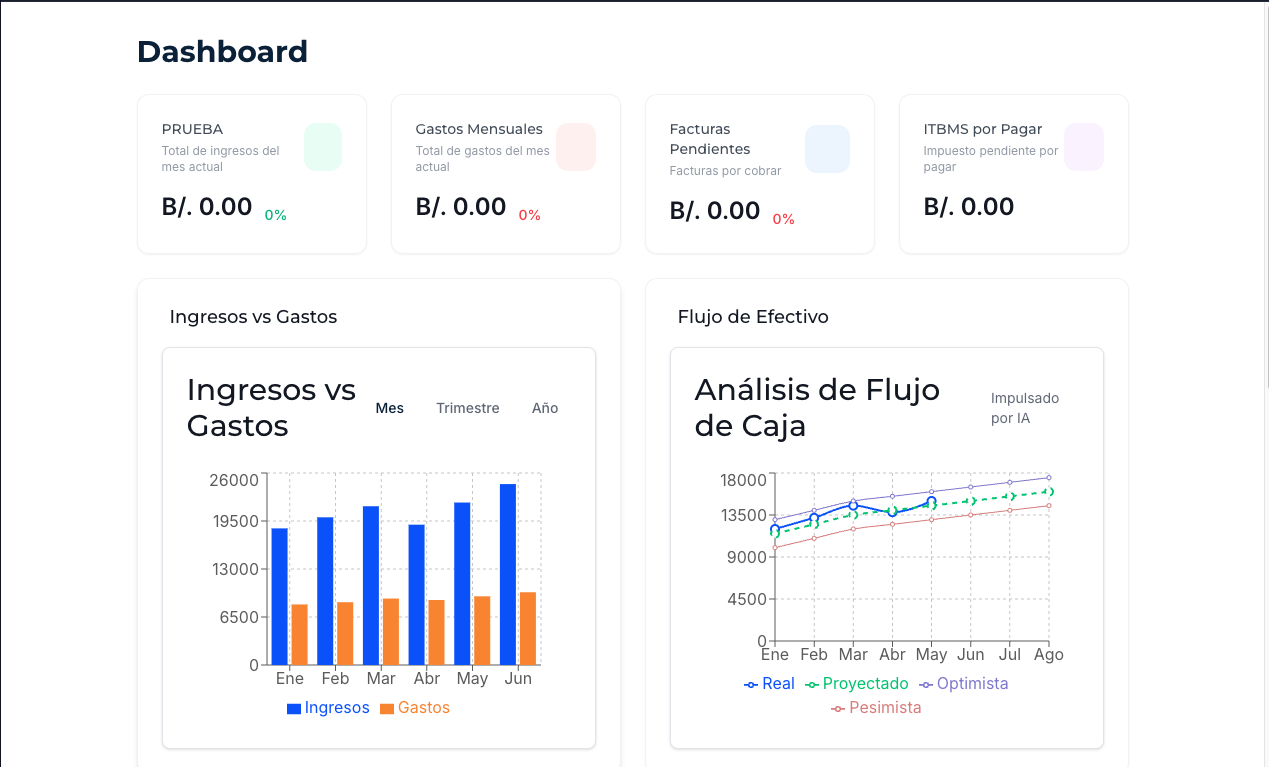 Dashboard
PRUEBA
Total de ingresos del
mes actual
B/. 0.00 0%
Gastos Mensuales
Total de gastos del mes
actual
B/. 0.00 0%
Facturas
Pendientes
Facturas por cobrar
B/. 0.00 0%
ITBMS por Pagar
Impuesto pendiente por
pagar
B/. 0.00
Ingresos vs Gastos
Ingresos vs
Gastos
Mes Trimestre Año
26000
19500
13000
6500
0
Ene Feb Mar Abr May Jun
Ingresos Gastos
Flujo de Efectivo
Análisis de Flujo
de Caja
Impulsado
por IA
18000
13500
9000
4500
0
Ene Feb Mar Abr May Jun Jul Ago
Real Proyectado Optimista
Pesimista